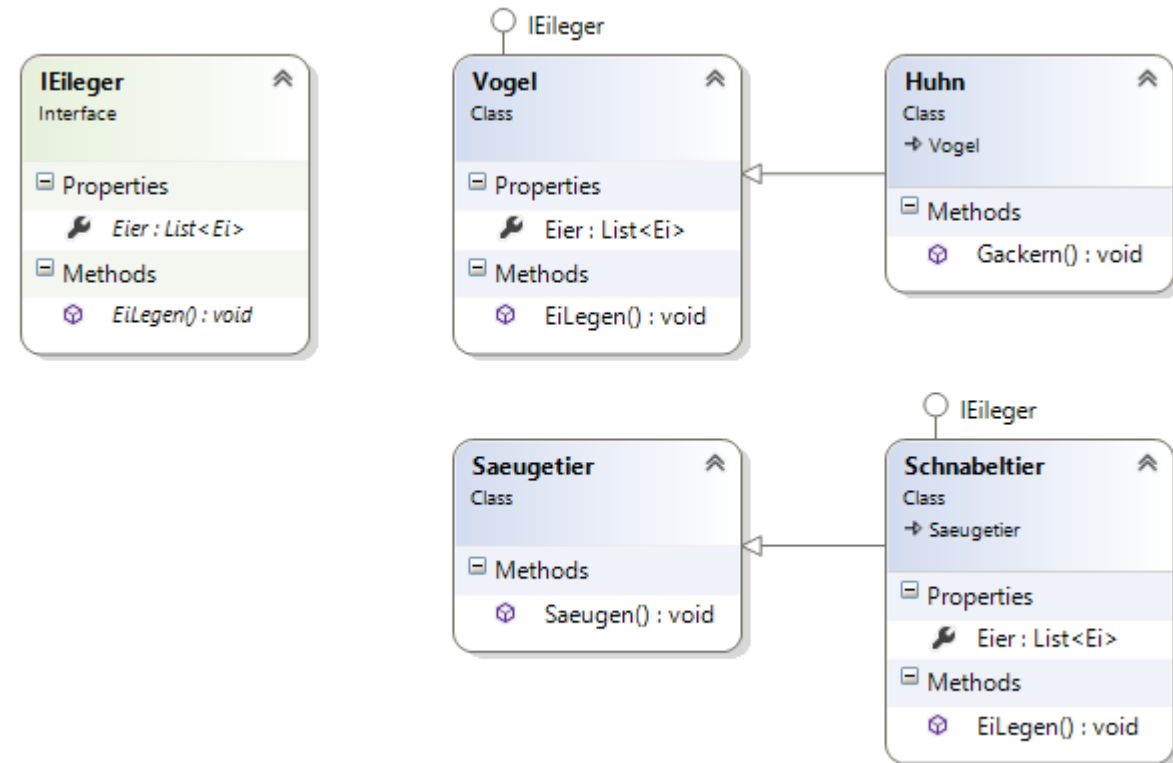 IEileger
Interface
Properties
Eier : List<Ei>
Methods
EiLegen() : void
IEileger
Vogel
Class
Properties
Eier : List<Ei>
Methods
EiLegen() : void
Huhn
Class
Vogel
Methods
Gackern() : void
Saeugetier
Class
Methods
Saeugen() : void
IEileger
Schnabeltier
Class
Saeugetier
Properties
Eier : List<Ei>
Methods
EiLegen() : void